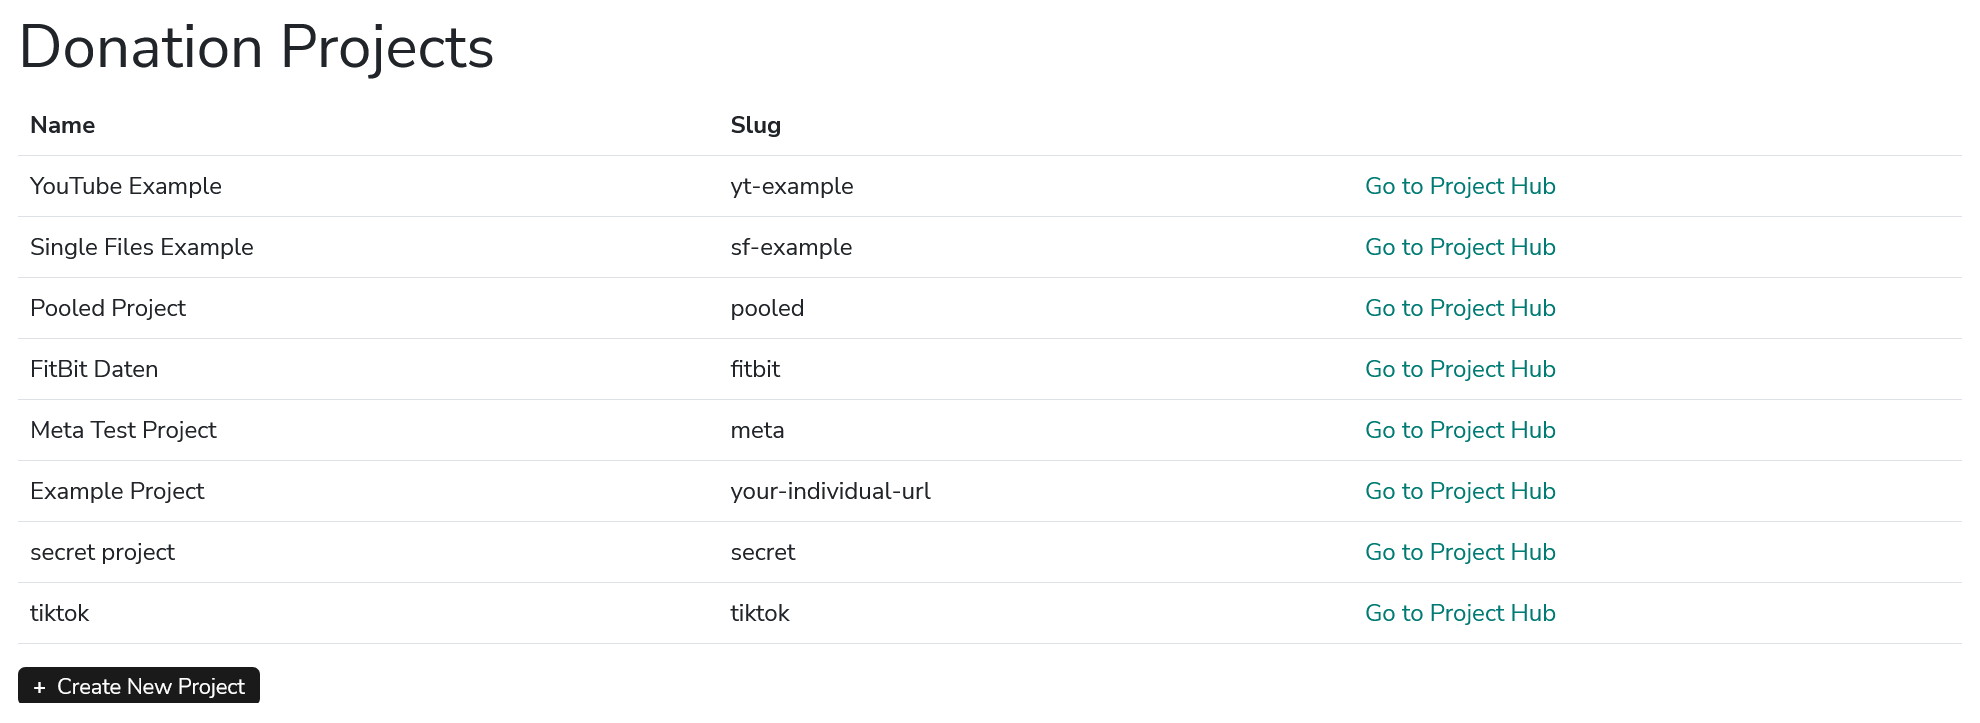 Donation Projects
Name Slug
YouTube Example yt-example Go to Project Hub
Single Files Example sf-example Go to Project Hub
Pooled Project pooled Go to Project Hub
FitBit Daten fitbit Go to Project Hub
Meta Test Project meta Go to Project Hub
Example Project your-individual-url Go to Project Hub
secret project secret Go to Project Hub
tiktok tiktok Go to Project Hub
+ Create New Project